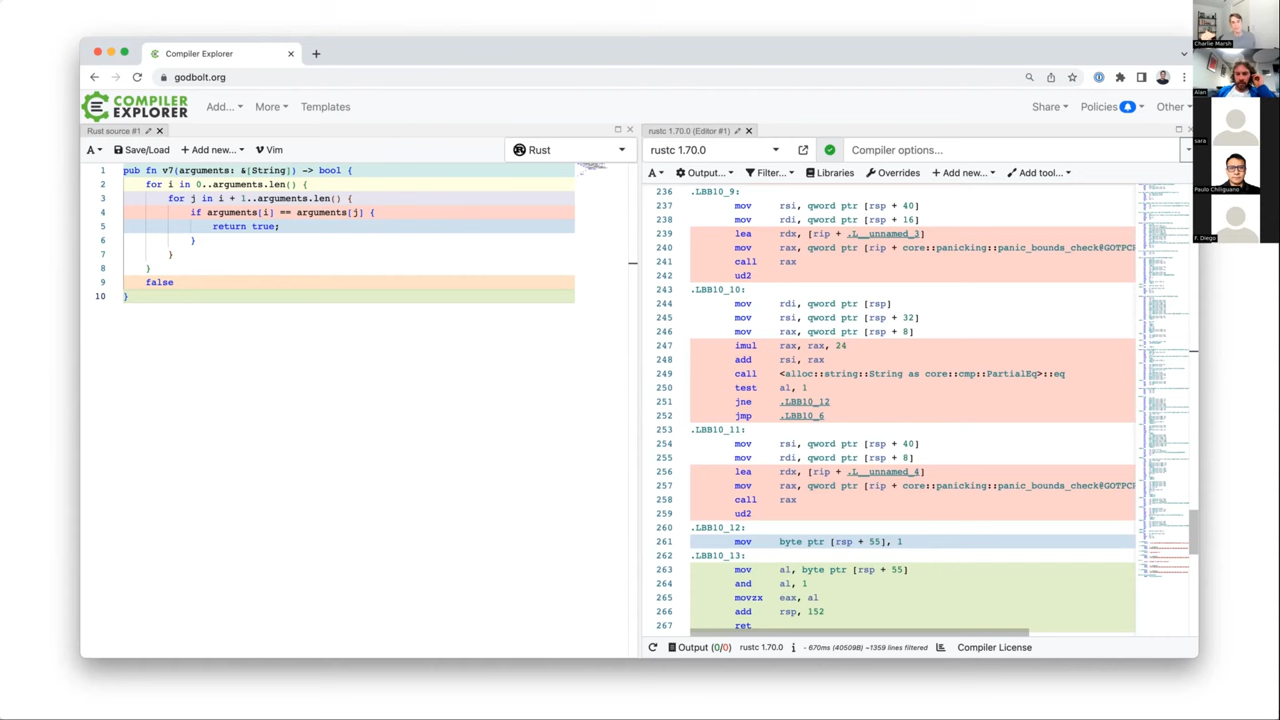 Compiler Explorer
godbolt.org
COMPILER
EXPLORER
Add...
More
Templates
Share
Policies
Other
Rust source #1
A
Save/Load
+ Add new...
Vim
Rust
1 pub fn v7(arguments: &[String]) -> bool {
2 for i in 0..arguments.len() {
3 for j in i + 1..arguments.len() {
4 if arguments[i] == arguments[j] {
5 return true;
6 }
7 }
8 }
9 false
10 }
rustc 1.70.0 (Editor #1)
rustc 1.70.0
Compiler options...
A
Output...
Libraries
Overrides
+ Add new...
Add tool...
236 .LBB10_9:
237 mov rsi, qword ptr [rsp + 40]
238 mov rdi, qword ptr [rsp + 16]
239 lea rdx, [rip + .L__unnamed_3]
240 mov rax, qword ptr [rip + core::panicking::panic_bounds_check@GOTPCR
241 call rax
242 ud2
243 .LBB10_10:
244 mov rdi, qword ptr [rsp]
245 mov rsi, qword ptr [rsp + 32]
246 mov rax, qword ptr [rsp + 8]
247 imul rax, rax, 24
248 add rsi, rax
249 call <alloc::string::String as core::cmp::PartialEq>::eq
250 test al, 1
251 jne .LBB10_12
252 jmp .LBB10_6
253 .LBB10_11:
254 mov rsi, qword ptr [rsp + 40]
255 mov rdi, qword ptr [rsp + 8]
256 lea rdx, [rip + .L__unnamed_4]
257 mov rax, qword ptr [rip + core::panicking::panic_bounds_check@GOTPCR
258 call rax
259 ud2
260 .LBB10_12:
261 mov byte ptr [rsp + 55], 1
262 .LBB10_13:
263 mov al, byte ptr [rsp + 55]
264 and al, 1
265 movzx eax, al
266 add rsp, 152
267 ret
Output (0/0) rustc 1.70.0 i - 670ms (40509B) ~1359 lines filtered
Compiler License
Charlie Marsh
Alan
sara
Paulo Chiliguano
F. Diego